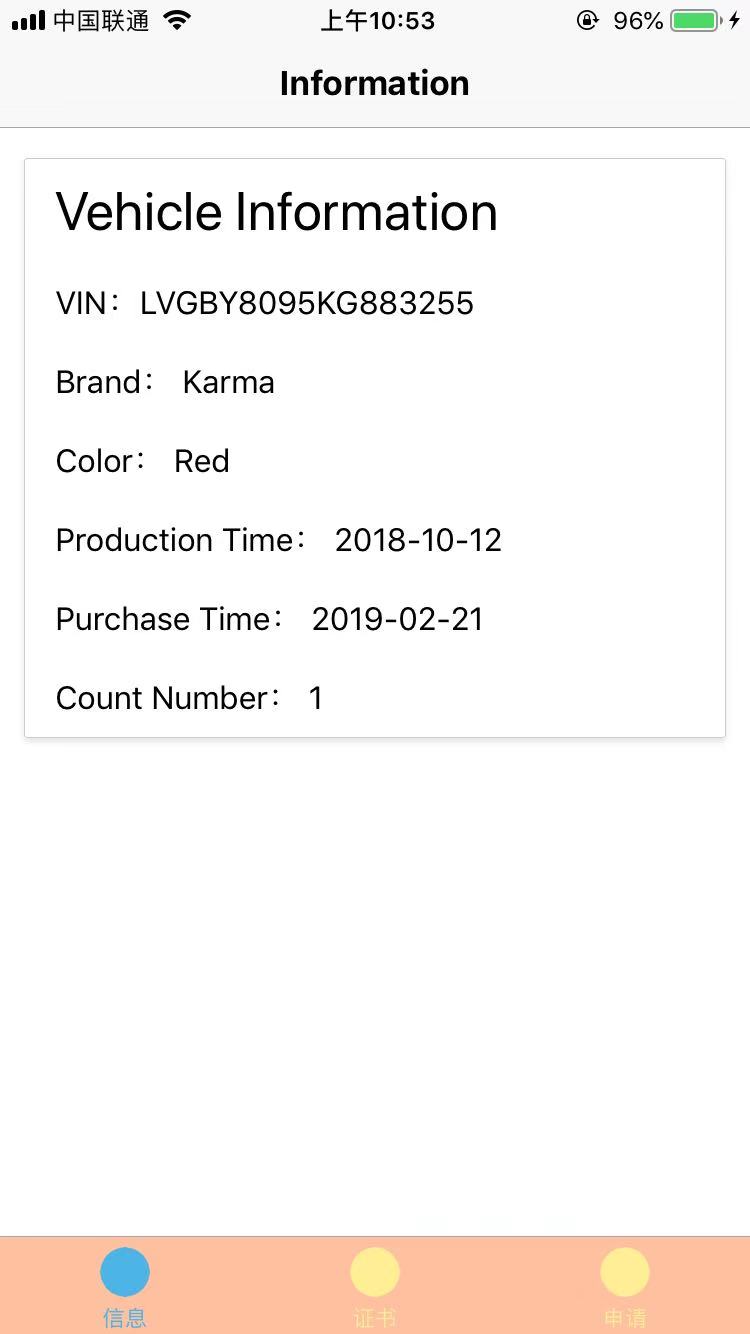 中国联通 上午10:53 96%
Information
Vehicle Information
VIN：LVGBY8095KG883255
Brand： Karma
Color： Red
Production Time： 2018-10-12
Purchase Time： 2019-02-21
Count Number： 1
信息 证书 申请